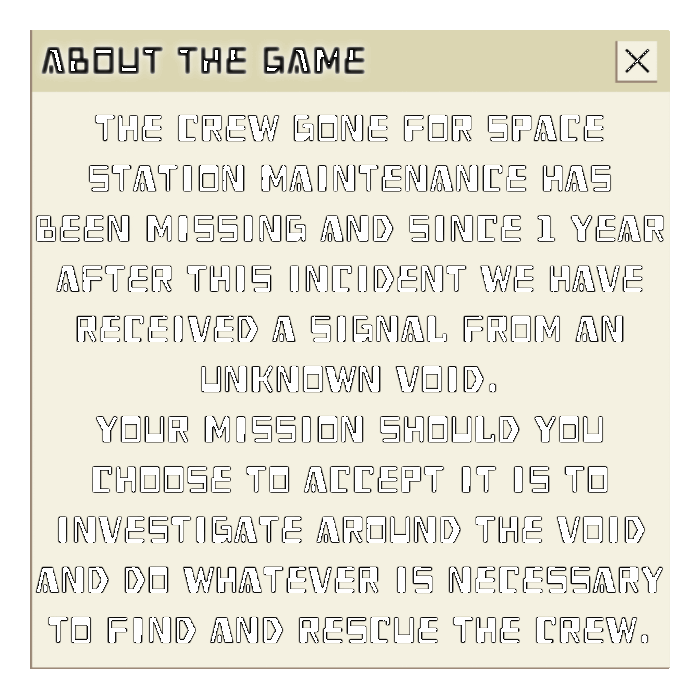 ABOUT THE GAME
THE CREW GONE FOR SPACE
STATION MAINTENANCE HAS
BEEN MISSING AND SINCE 1 YEAR
AFTER THIS INCIDENT WE HAVE
RECEIVED A SIGNAL FROM AN
UNKNOWN VOID.
YOUR MISSION SHOULD YOU
CHOOSE TO ACCEPT IT IS TO
INVESTIGATE AROUND THE VOID
AND DO WHATEVER IS NECESSARY
TO FIND AND RESCUE THE CREW.